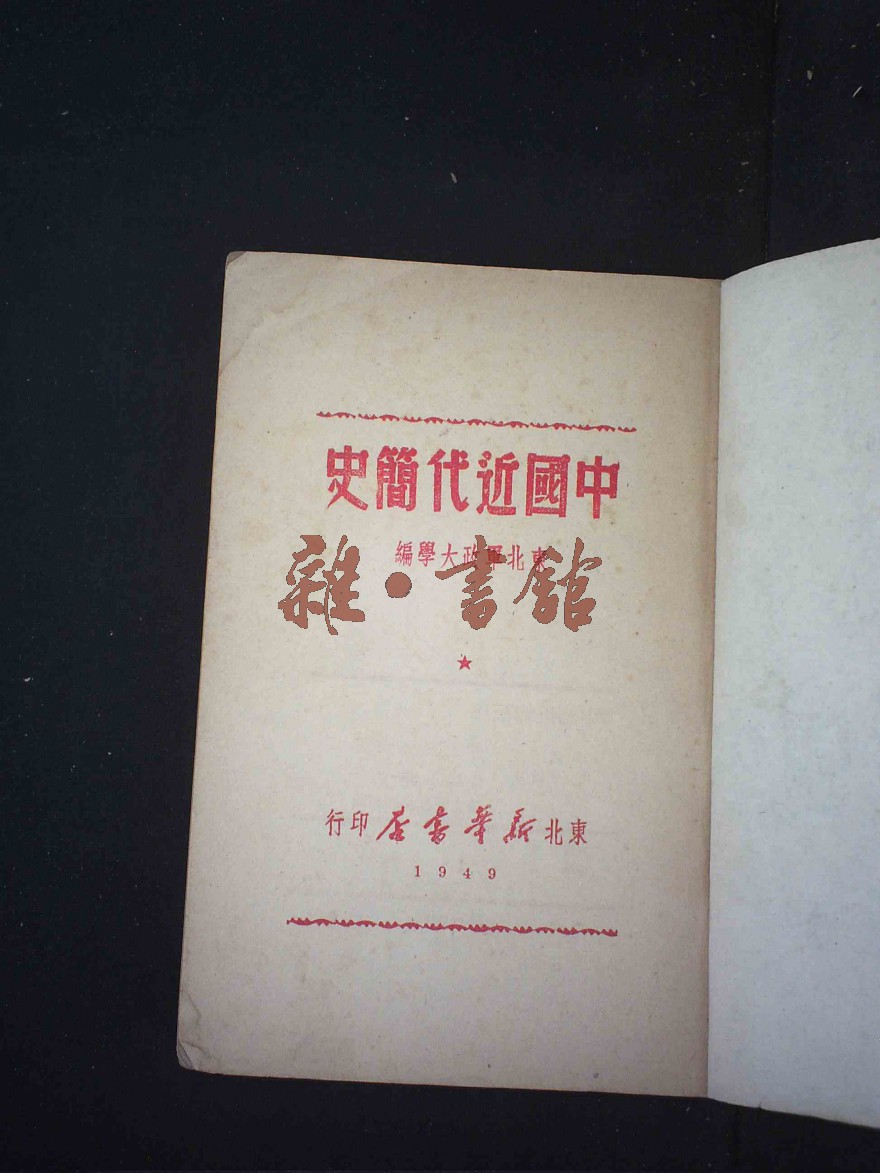 中國近代簡史
東北軍政大學編
雜·書館
★
東北新華書店印行
1949